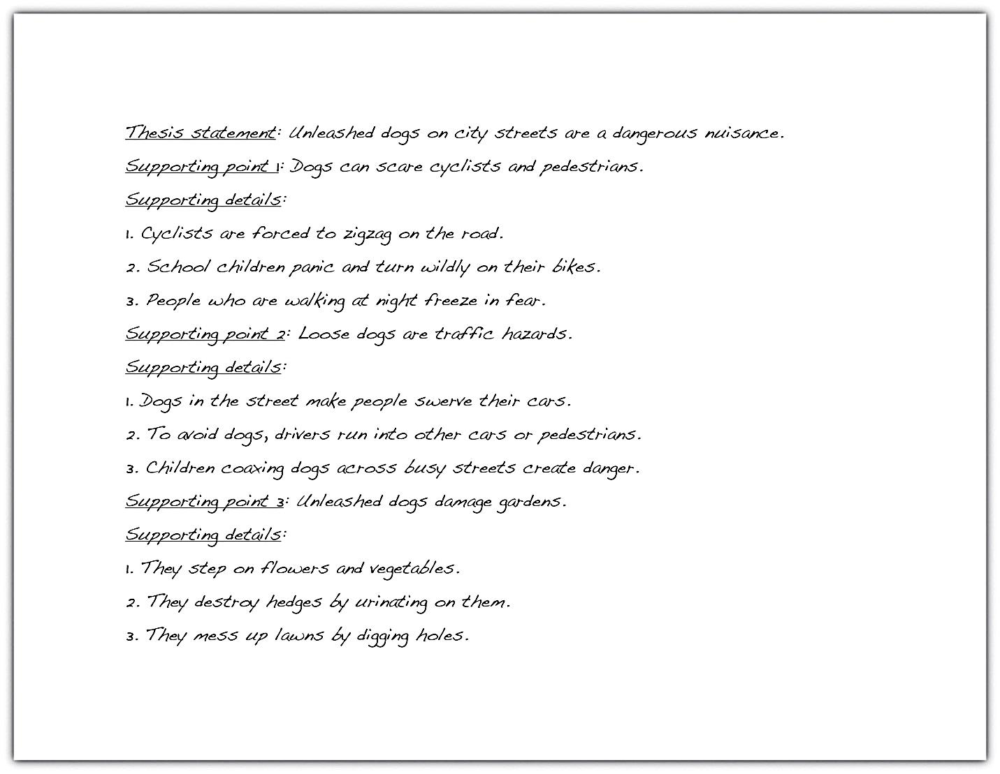 Thesis statement: Unleashed dogs on city streets are a dangerous nuisance.
Supporting point 1: Dogs can scare cyclists and pedestrians.
Supporting details:
1. Cyclists are forced to zigzag on the road.
2. School children panic and turn wildly on their bikes.
3. People who are walking at night freeze in fear.
Supporting point 2: Loose dogs are traffic hazards.
Supporting details:
1. Dogs in the street make people swerve their cars.
2. To avoid dogs, drivers run into other cars or pedestrians.
3. Children coaxing dogs across busy streets create danger.
Supporting point 3: Unleashed dogs damage gardens.
Supporting details:
1. They step on flowers and vegetables.
2. They destroy hedges by urinating on them.
3. They mess up lawns by digging holes.